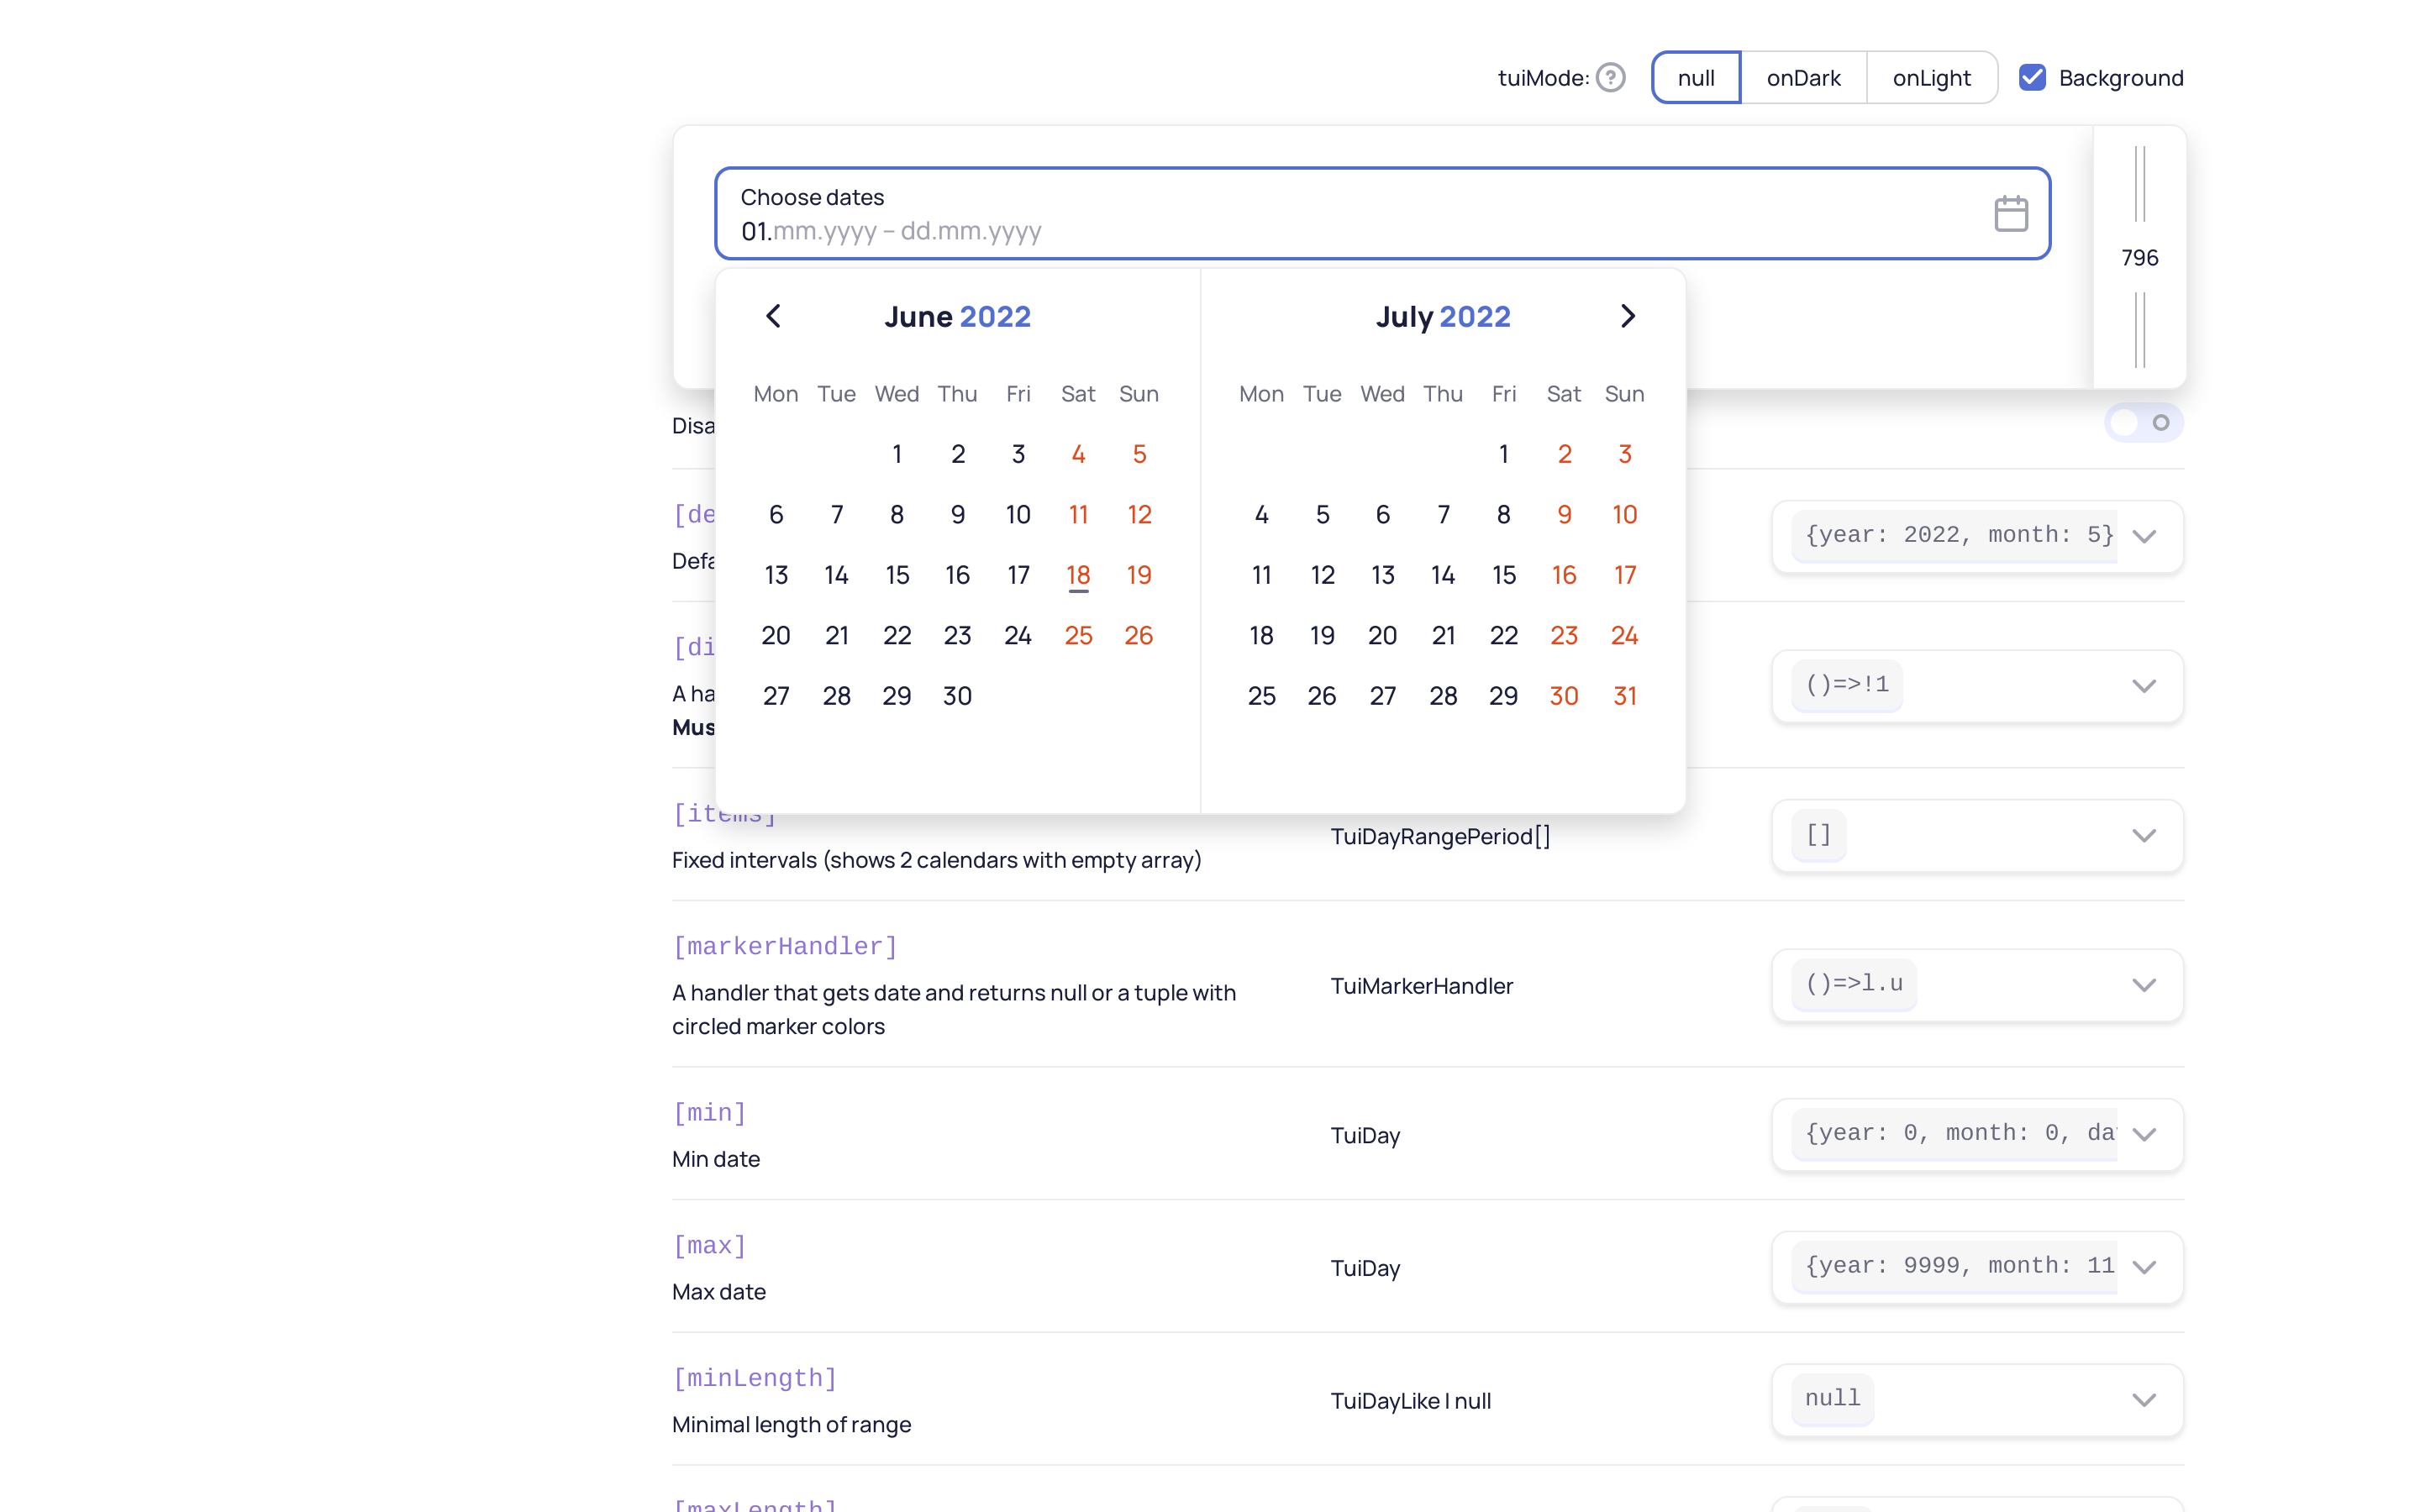 tuiMode: ? null onDark onLight Background
Choose dates
01.mm.yyyy – dd.mm.yyyy
796
June 2022
Mon Tue Wed Thu Fri Sat Sun
1 2 3 4 5
6 7 8 9 10 11 12
13 14 15 16 17 18 19
20 21 22 23 24 25 26
27 28 29 30
July 2022
Mon Tue Wed Thu Fri Sat Sun
1 2 3
4 5 6 7 8 9 10
11 12 13 14 15 16 17
18 19 20 21 22 23 24
25 26 27 28 29 30 31
Disa
[de
Defa
{year: 2022, month: 5}
[di
A ha
Mus
()=>!1
[items]
Fixed intervals (shows 2 calendars with empty array)
TuiDayRangePeriod[]
[]
[markerHandler]
A handler that gets date and returns null or a tuple with
circled marker colors
TuiMarkerHandler
()=>l.u
[min]
Min date
TuiDay
{year: 0, month: 0, da
[max]
Max date
TuiDay
{year: 9999, month: 11
[minLength]
Minimal length of range
TuiDayLike | null
null
[maxLength]